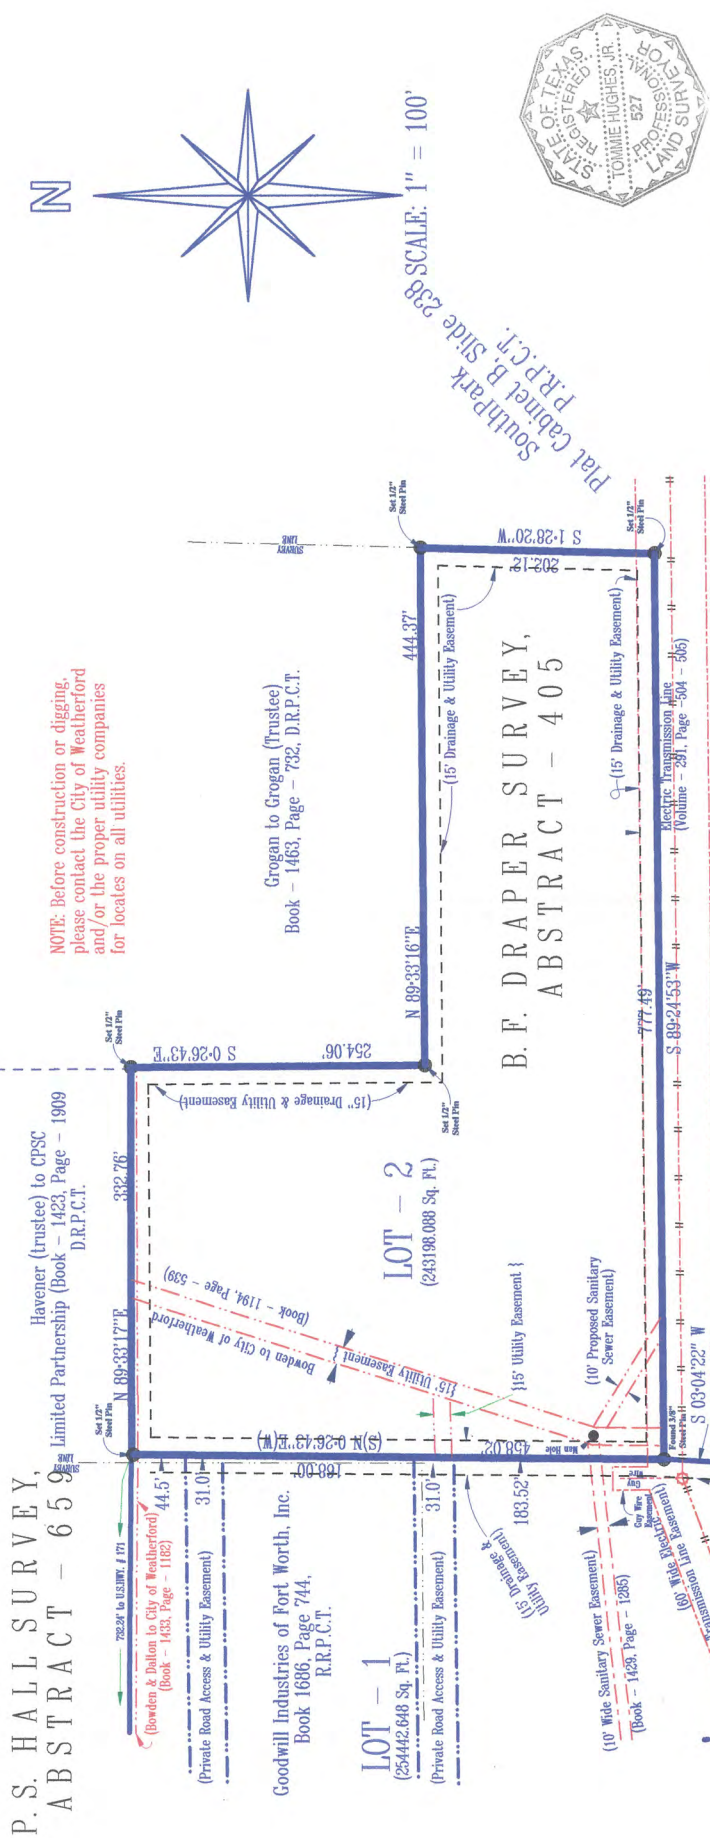 N
SCALE: 1" = 100'
SouthPark
Plat Cabinet B, Slide 238
P.R.P.C.T.
STATE OF TEXAS
REGISTERED
TOMMIE HUGHES, JR.
527
PROFESSIONAL
LAND SURVEYOR
NOTE: Before construction or digging,
please contact the City of Weatherford
and/or the proper utility companies
for locates on all utilities.
P.S. HALL SURVEY,
ABSTRACT - 659
SURVEY
LINE
Havener (trustee) to CPSC
Limited Partnership (Book - 1423, Page - 1909
D.R.P.C.T.
Set 1/2"
Steel Pin
N 89•33'17"E
332.76'
Set 1/2"
Steel Pin
S 0•26'43"E
254.06'
(15" Drainage & Utility Easement)
Set 1/2"
Steel Pin
Grogan to Grogan (Trustee)
Book - 1463, Page - 732, D.R.P.C.T.
N 89•33'16"E
444.37'
Set 1/2"
Steel Pin
SURVEY
LINE
S 1•28'20"W
202.12
(15' Drainage & Utility Easement)
B.F. DRAPER SURVEY,
ABSTRACT - 405
(15' Drainage & Utility Easement)
Set 1/2"
Steel Pin
Electric Transmission Line
(Volume - 291, Page -504 - 505)
777.49'
S 89•24'53"W
LOT - 2
(243198.088 Sq. Ft.)
(Book - 1194, Page - 539)
Bowden to City of Weatherford
{15' Utility Easement }
}15' Utility Easement }
(10' Proposed Sanitary
Sewer Easement)
(S)N 0•26'43"E(W)
458.02'
168.00'
Man Hole
Found 3/8"
Steel Pin
S 03•04'22" W
732.24' to U.S.HWY. # 171
(Bowden & Dalton to City of Weatherford)
(Book - 1433, Page - 1182)
44.5'
31.0'
(Private Road Access & Utility Easement)
Goodwill Industries of Fort Worth, Inc.
Book 1686, Page 744,
R.R.P.C.T.
LOT - 1
(254442.648 Sq. Ft.)
31.0'
(Private Road Access & Utility Easement)
183.52'
(15' Drainage &
Utility Easement)
(10' Wide Sanitary Sewer Easement)
(Book - 1429, Page - 1285)
Guy
Wire
Guy Wire
Easement
(60' Wide Electric
Transmission Line Easement)